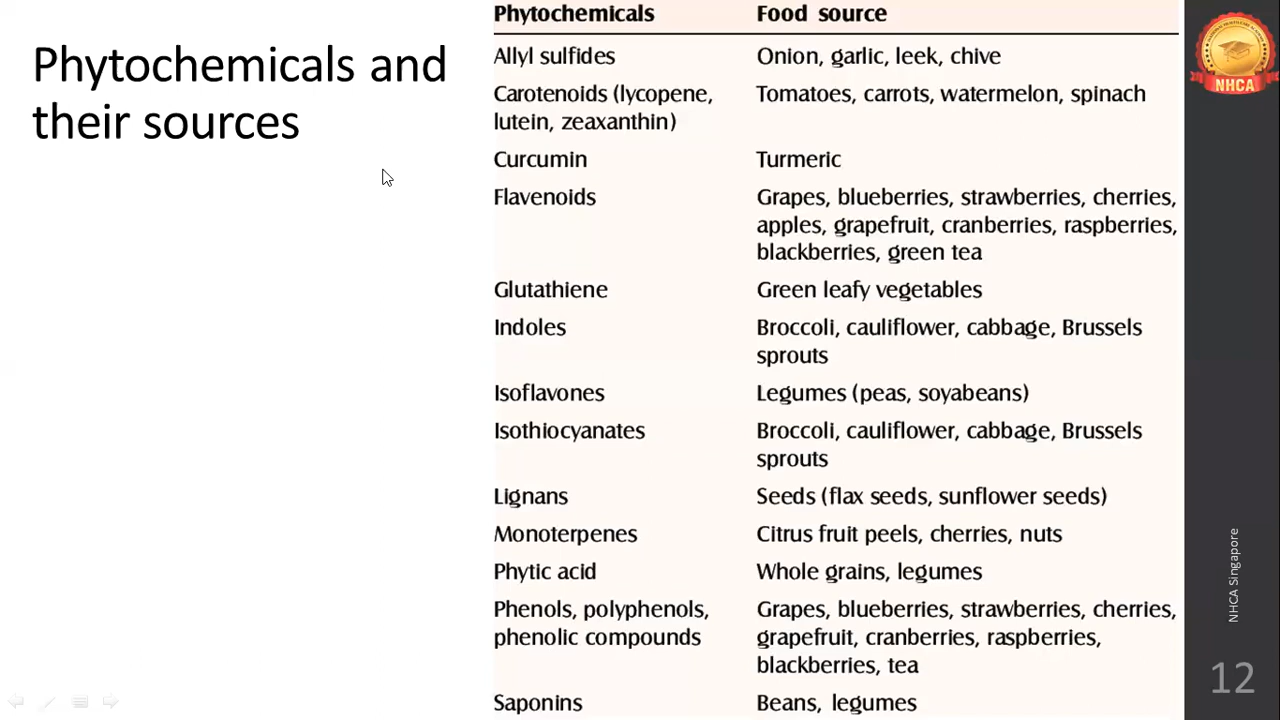 Phytochemicals and
their sources
Phytochemicals Food source
Allyl sulfides Onion, garlic, leek, chive
Carotenoids (lycopene, Tomatoes, carrots, watermelon, spinach
lutein, zeaxanthin)
Curcumin Turmeric
Flavenoids Grapes, blueberries, strawberries, cherries,
apples, grapefruit, cranberries, raspberries,
blackberries, green tea
Glutathiene Green leafy vegetables
Indoles Broccoli, cauliflower, cabbage, Brussels
sprouts
Isoflavones Legumes (peas, soyabeans)
Isothiocyanates Broccoli, cauliflower, cabbage, Brussels
sprouts
Lignans Seeds (flax seeds, sunflower seeds)
Monoterpenes Citrus fruit peels, cherries, nuts
Phytic acid Whole grains, legumes
Phenols, polyphenols, Grapes, blueberries, strawberries, cherries,
phenolic compounds grapefruit, cranberries, raspberries,
blackberries, tea
Saponins Beans, legumes
NHCA
NHCA Singapore
12